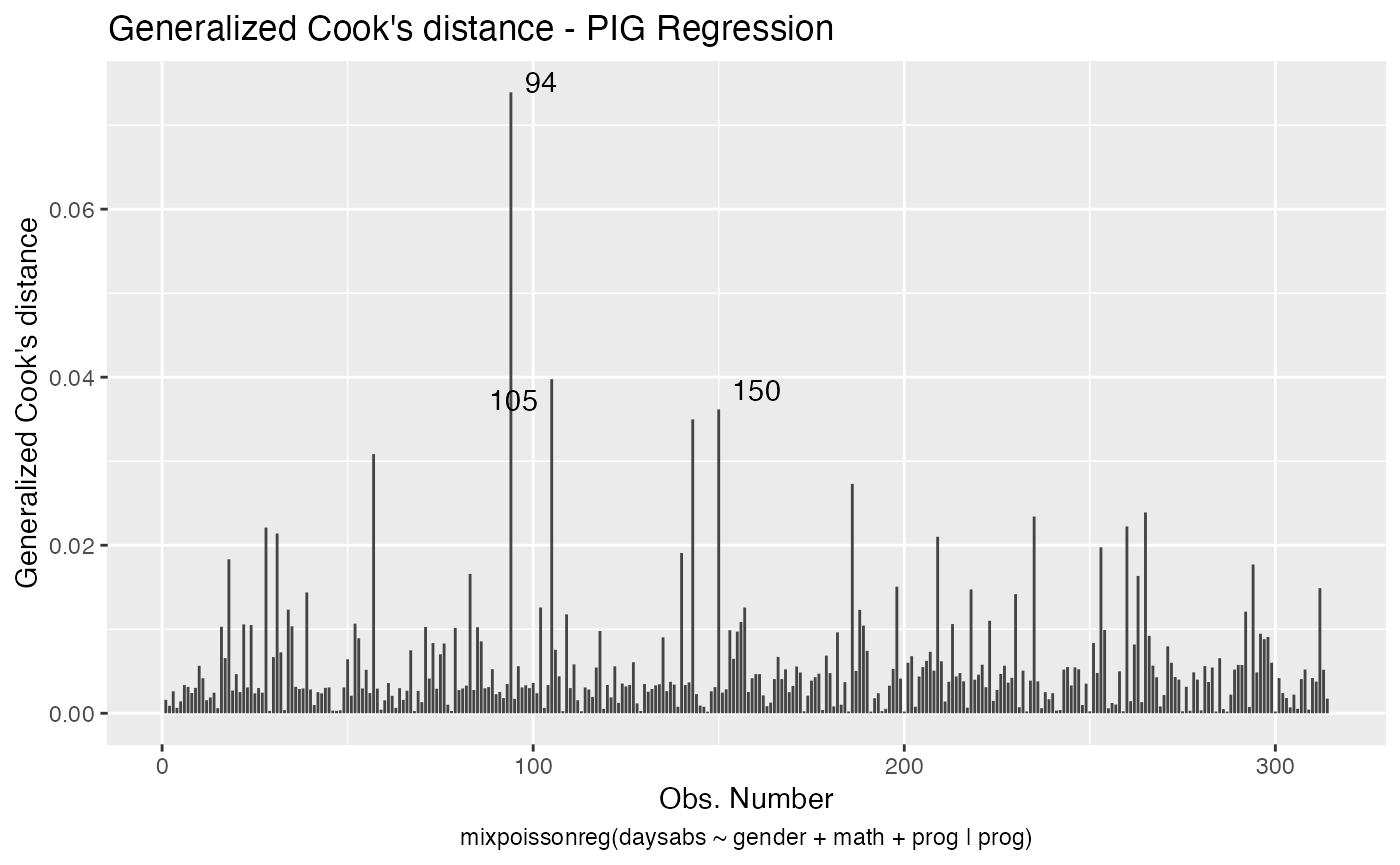 Generalized Cook's distance - PIG Regression
94
0.06
0.04
105
150
Generalized Cook's distance
0.02
0.00
0
100
200
300
Obs. Number
mixpoissonreg(daysabs ~ gender + math + prog | prog)